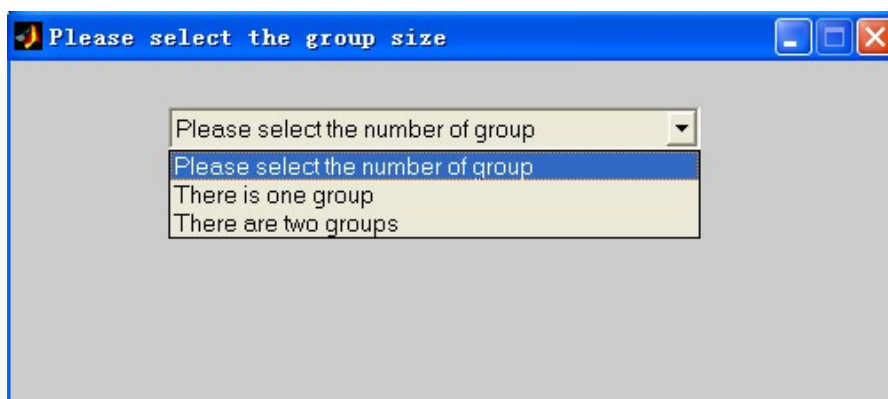 Please select the group size
Please select the number of group
Please select the number of group
There is one group
There are two groups